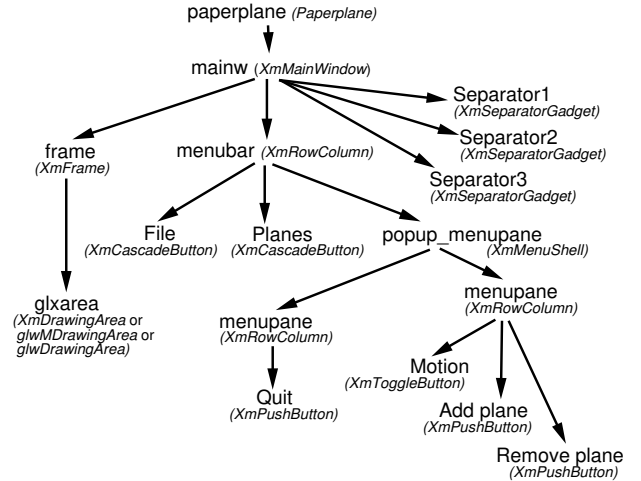 paperplane (Paperplane)
mainw (XmMainWindow)
Separator1
(XmSeparatorGadget)
Separator2
(XmSeparatorGadget)
Separator3
(XmSeparatorGadget)
frame
(XmFrame)
menubar (XmRowColumn)
File
(XmCascadeButton)
Planes
(XmCascadeButton)
popup_menupane
(XmMenuShell)
glxarea
(XmDrawingArea or
glwMDrawingArea or
glwDrawingArea)
menupane
(XmRowColumn)
menupane
(XmRowColumn)
Quit
(XmPushButton)
Motion
(XmToggleButton)
Add plane
(XmPushButton)
Remove plane
(XmPushButton)